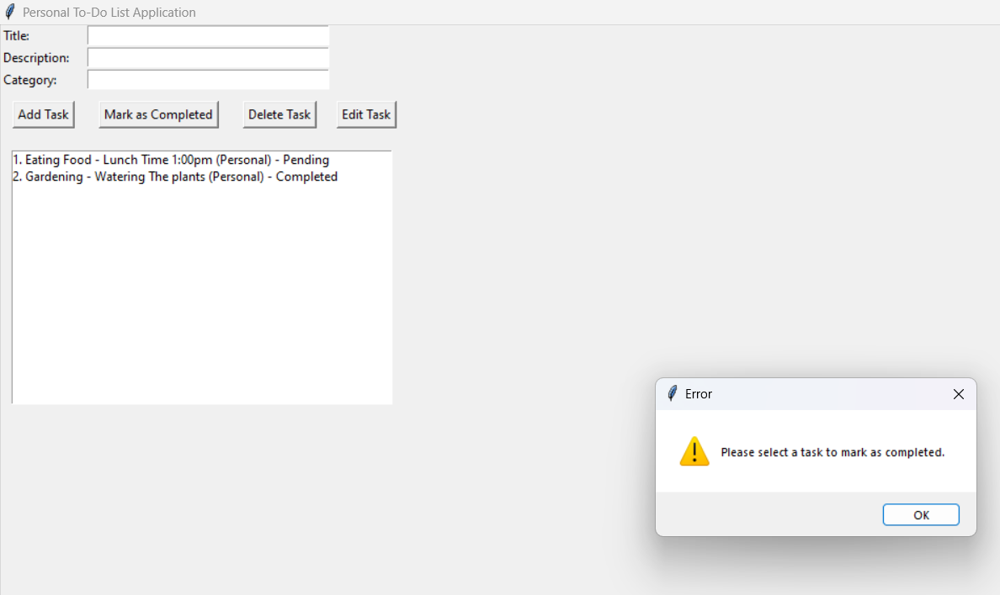 Personal To-Do List Application
Title:
Description:
Category:
Add Task Mark as Completed Delete Task Edit Task
1. Eating Food - Lunch Time 1:00pm (Personal) - Pending
2. Gardening - Watering The plants (Personal) - Completed
Error
Please select a task to mark as completed.
OK